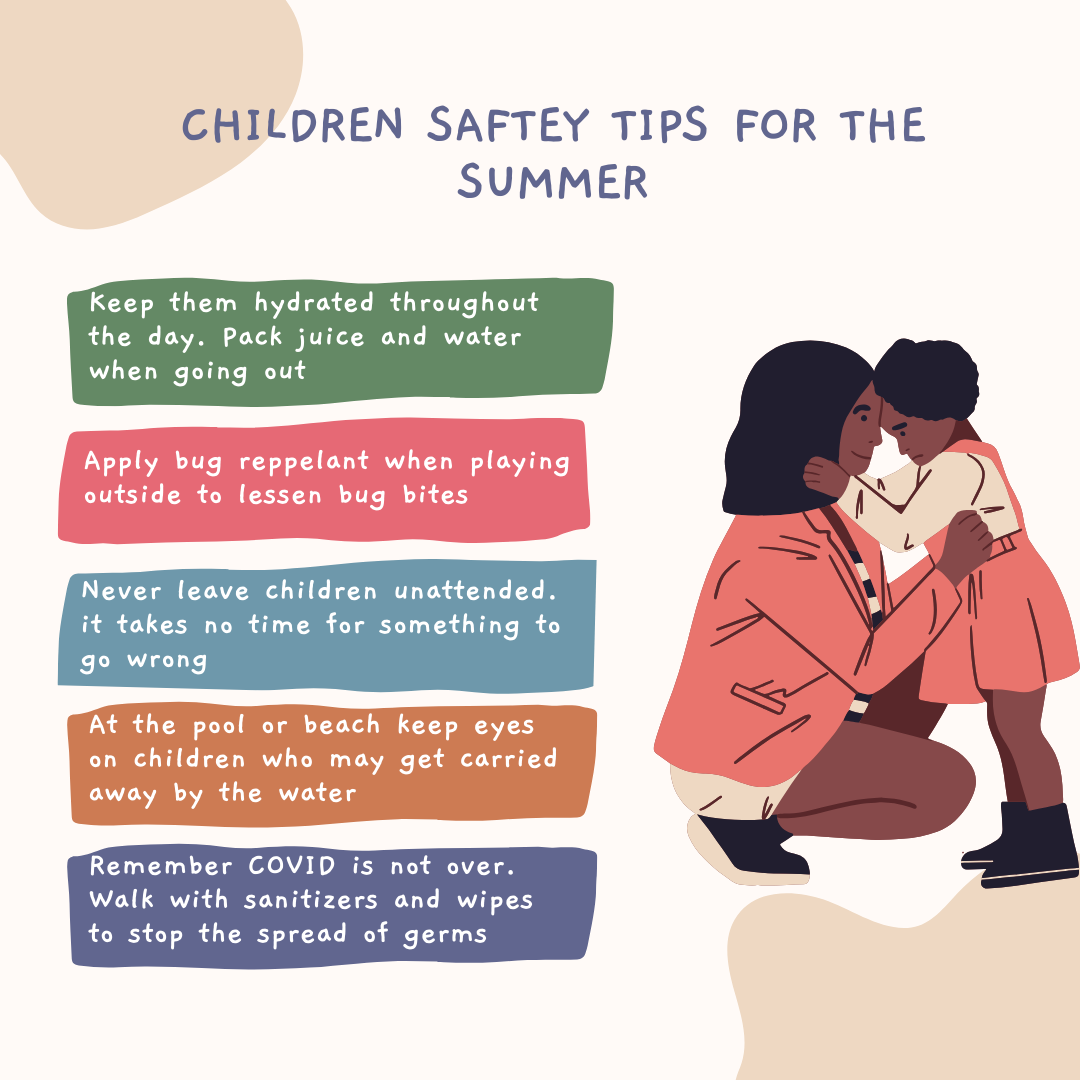 CHILDREN SAFTEY TIPS FOR THE
SUMMER
Keep them hydrated throughout
the day. Pack juice and water
when going out
Apply bug reppelant when playing
outside to lessen bug bites
Never leave children unattended.
it takes no time for something to
go wrong
At the pool or beach keep eyes
on children who may get carried
away by the water
Remember COVID is not over.
Walk with sanitizers and wipes
to stop the spread of germs